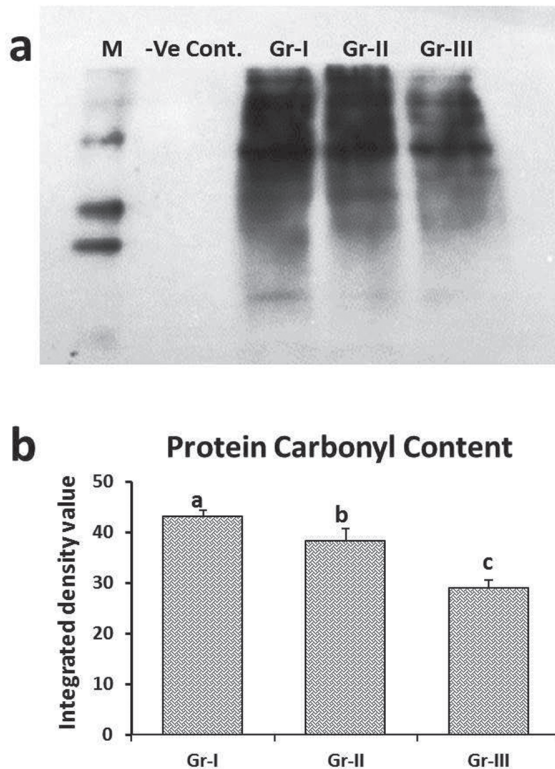 a
M -Ve Cont. Gr-I Gr-II Gr-III
b
Protein Carbonyl Content
Integrated density value
50
40
30
20
10
0
a
b
c
Gr-I Gr-II Gr-III